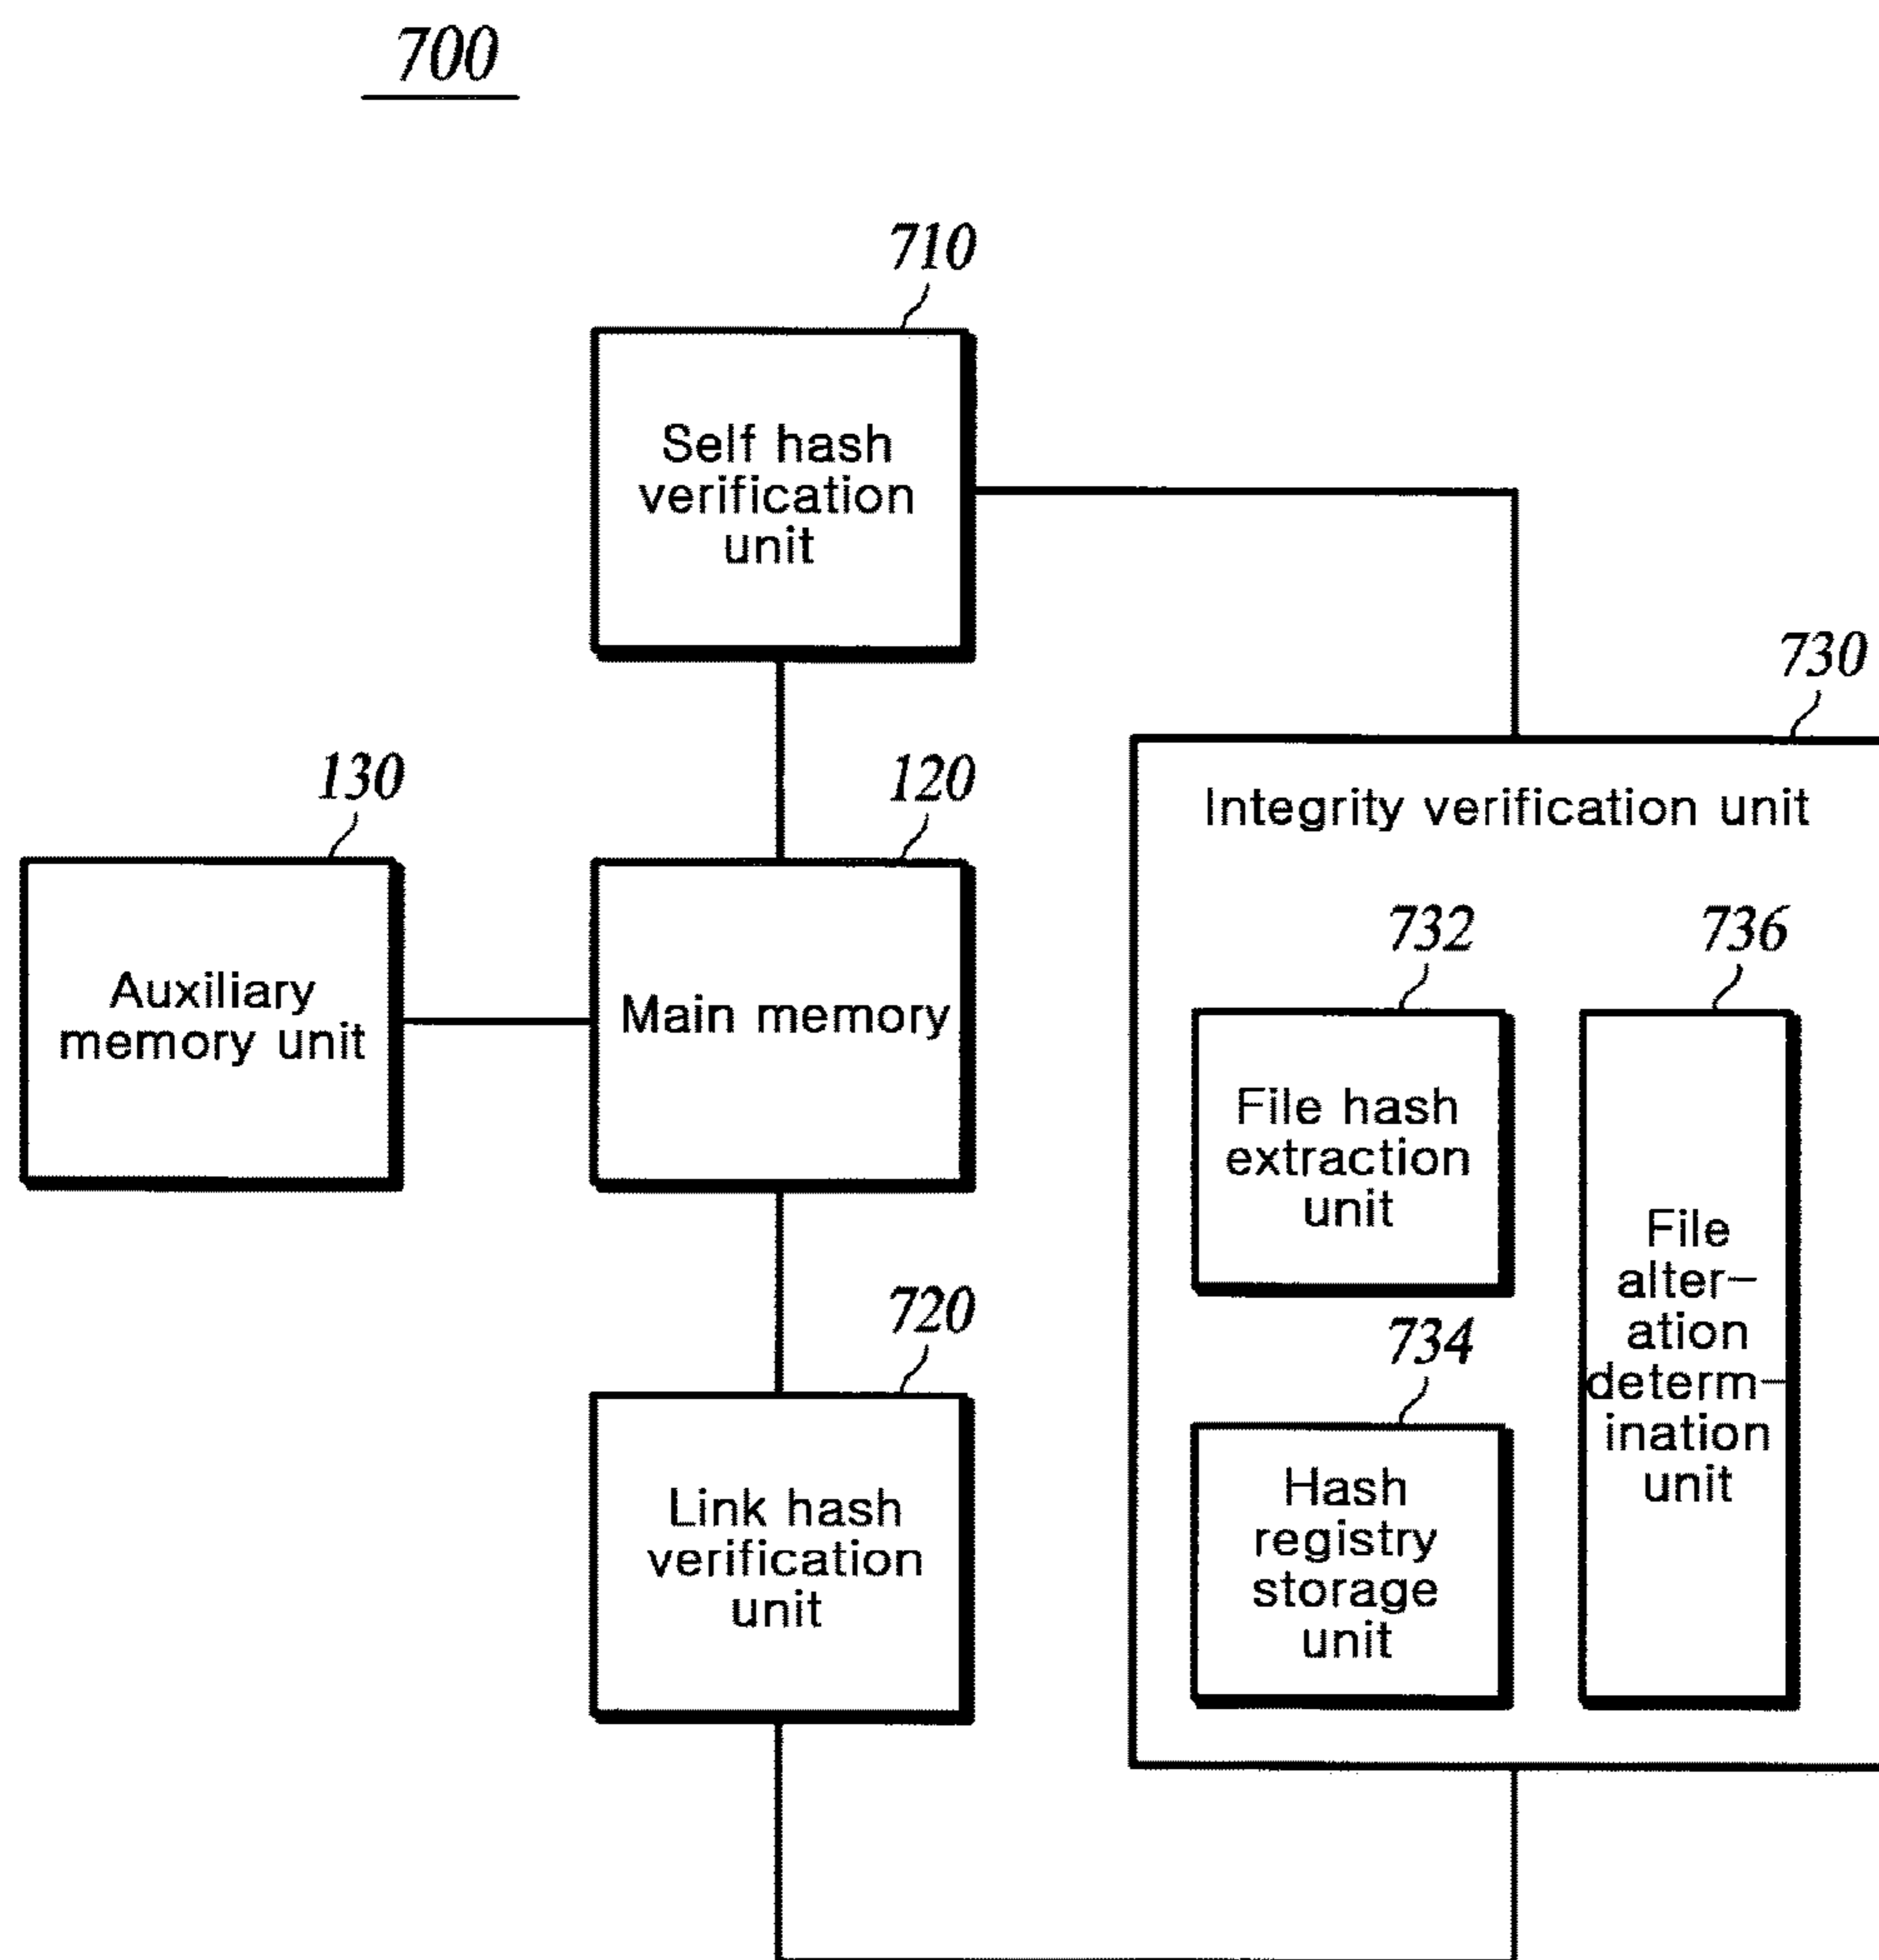 700
710
Self hash
verification
unit
730
Integrity verification unit
130
Auxiliary
memory unit
120
Main memory
732
File hash
extraction
unit
736
File
alter-
ation
determ-
ination
unit
734
Hash
registry
storage
unit
720
Link hash
verification
unit